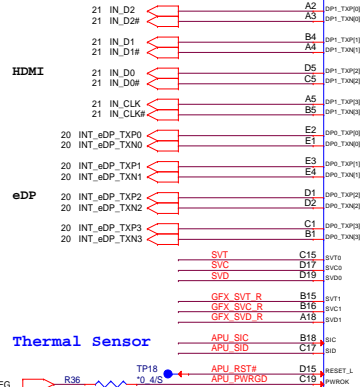 21 IN_D2 A2 DP1_TXP[0]
21 IN_D2# A3 DP1_TXN[0]
21 IN_D1 B4 DP1_TXP[1]
21 IN_D1# A4 DP1_TXN[1]
HDMI
21 IN_D0 D5 DP1_TXP[2]
21 IN_D0# C5 DP1_TXN[2]
21 IN_CLK A5 DP1_TXP[3]
21 IN_CLK# B5 DP1_TXN[3]
20 INT_eDP_TXP0 E2 DP0_TXP[0]
20 INT_eDP_TXN0 E1 DP0_TXN[0]
20 INT_eDP_TXP1 E3 DP0_TXP[1]
20 INT_eDP_TXN1 E4 DP0_TXN[1]
eDP
20 INT_eDP_TXP2 D1 DP0_TXP[2]
20 INT_eDP_TXN2 D2 DP0_TXN[2]
20 INT_eDP_TXP3 C1 DP0_TXP[3]
20 INT_eDP_TXN3 B1 DP0_TXN[3]
SVT C15 SVT0
SVC D17 SVC0
SVD D19 SVD0
GFX_SVT_R B15 SVT1
GFX_SVC_R B16 SVC1
GFX_SVD_R A18 SVD1
Thermal Sensor
APU_SIC B18 SIC
APU_SID C17 SID
TP18 APU_RST# D15 RESET_L
R36 *0_4/S APU_PWRGD C19 PWROK